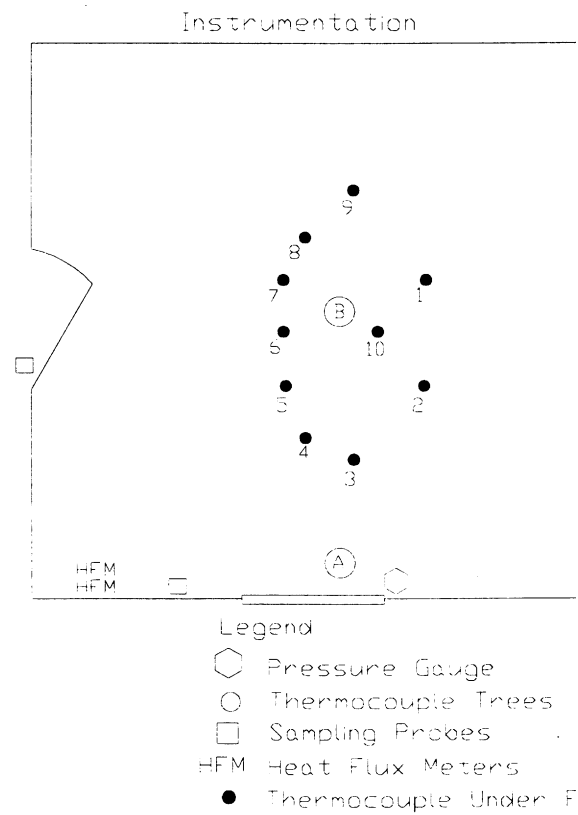 Instrumentation
9
8
7
1
B
6
10
5
2
4
3
A
HFM
HFM
Legend
Pressure Gauge
Thermocouple Trees
Sampling Probes
HFM Heat Flux Meters
Thermocouple Under